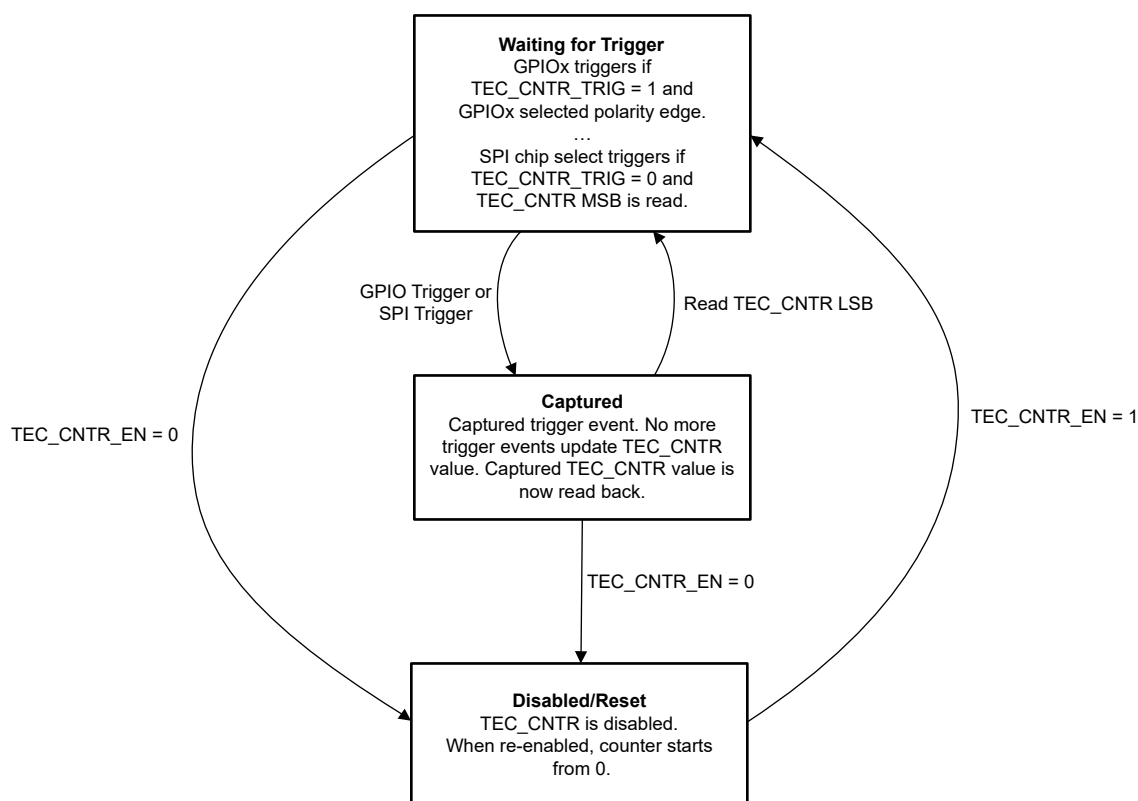 Waiting for Trigger
GPIOx triggers if
TEC_CNTR_TRIG = 1 and
GPIOx selected polarity edge.
…
SPI chip select triggers if
TEC_CNTR_TRIG = 0 and
TEC_CNTR MSB is read.
GPIO Trigger or
SPI Trigger
Read TEC_CNTR LSB
Captured
Captured trigger event. No more
trigger events update TEC_CNTR
value. Captured TEC_CNTR value is
now read back.
TEC_CNTR_EN = 0
TEC_CNTR_EN = 1
TEC_CNTR_EN = 0
Disabled/Reset
TEC_CNTR is disabled.
When re-enabled, counter starts
from 0.